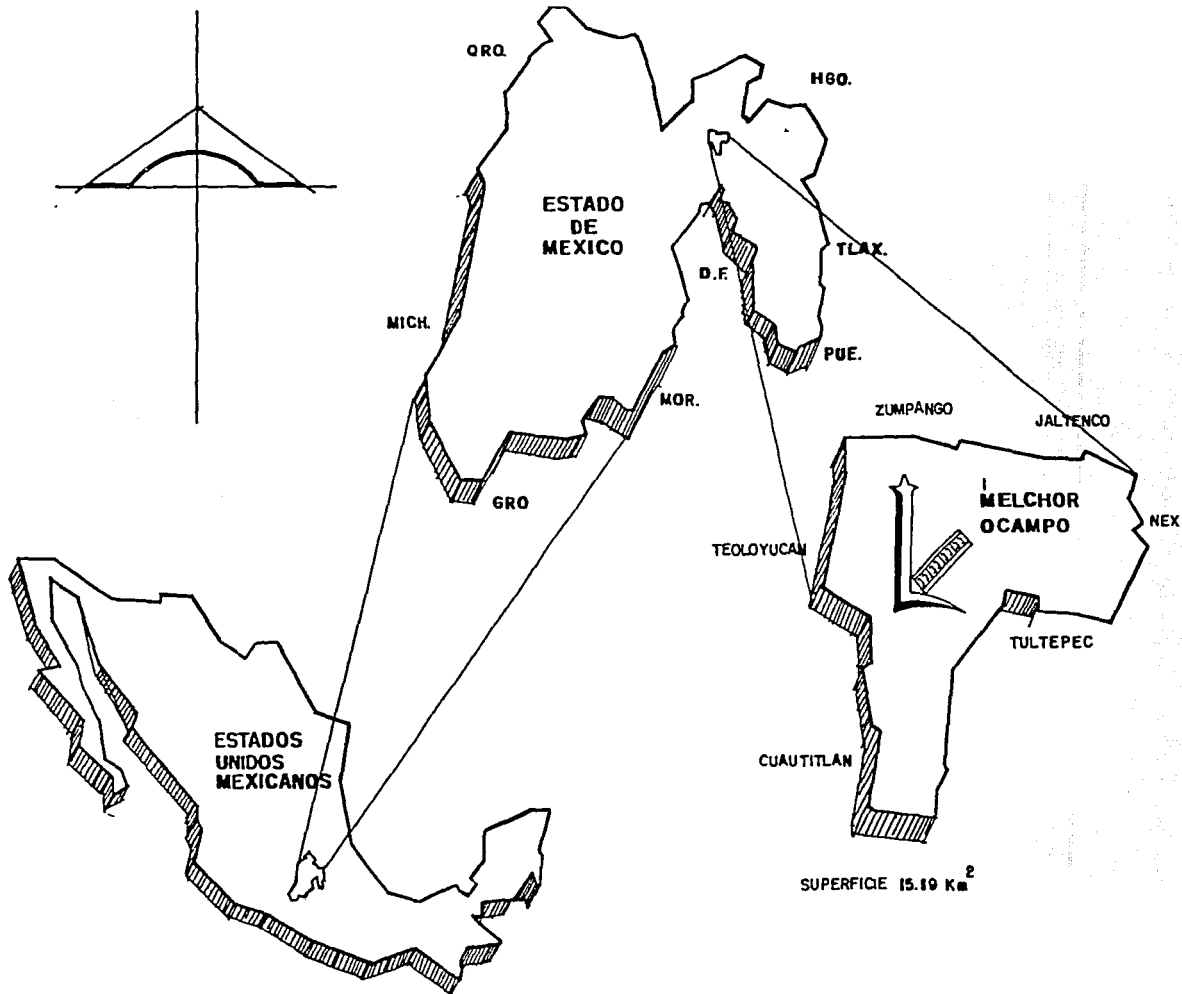 QRO.
HGO.
ESTADO
DE
MEXICO
TLAX.
D.F.
MICH.
PUE.
MOR.
GRO
ZUMPANGO
JALTENCO
MELCHOR
OCAMPO
NEX
TEOLOYUCAN
TULTEPEC
CUAUTITLÁN
ESTADOS
UNIDOS
MEXICANOS
SUPERFICIE 15.19 Km²